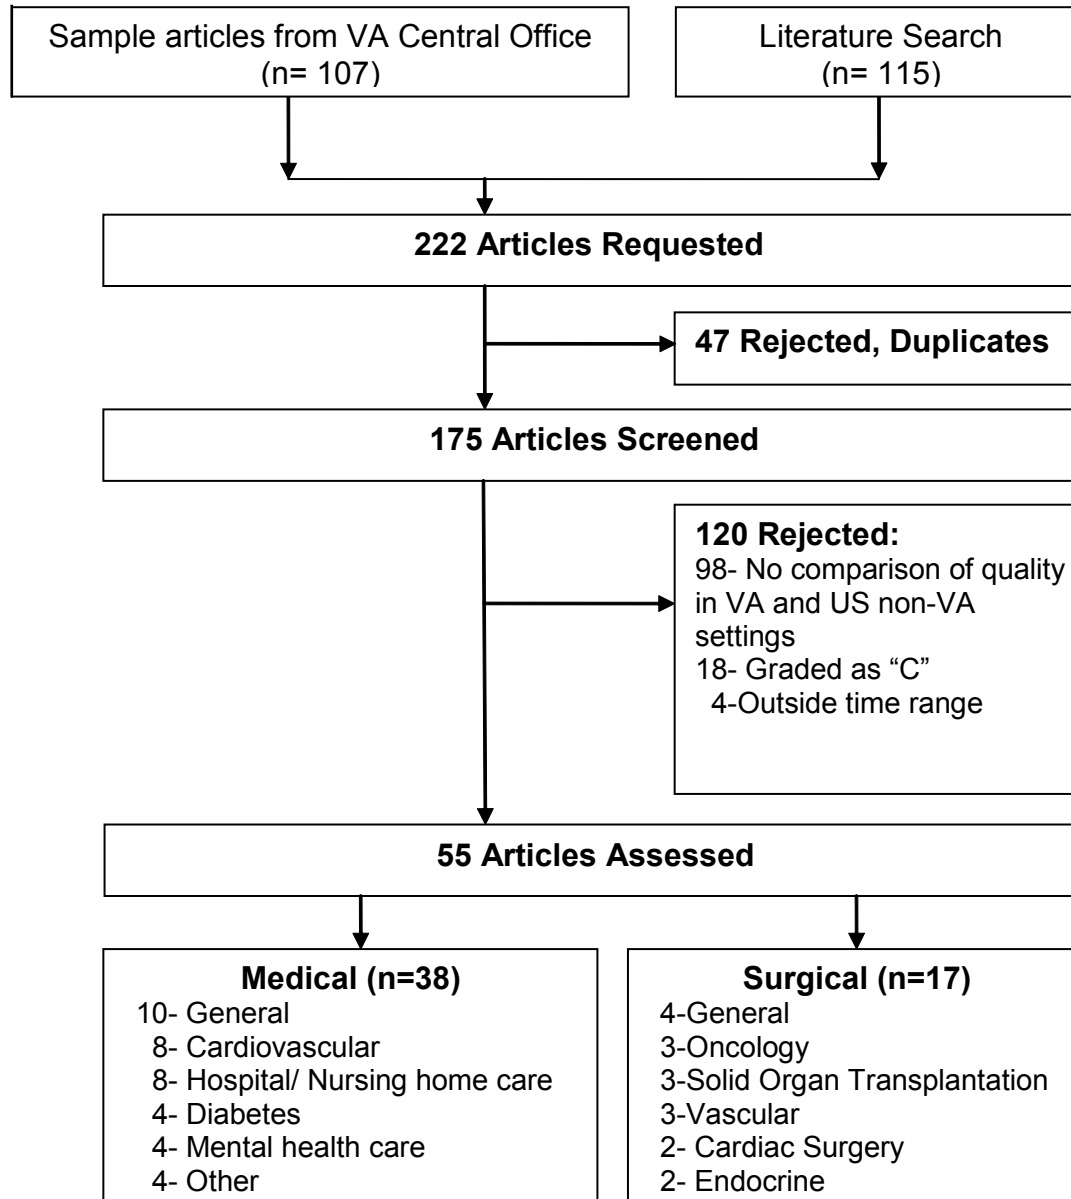 Sample articles from VA Central Office
(n= 107)
Literature Search
(n= 115)
222 Articles Requested
47 Rejected, Duplicates
175 Articles Screened
120 Rejected:
98- No comparison of quality
in VA and US non-VA
settings
18- Graded as “C”
4-Outside time range
55 Articles Assessed
Medical (n=38)
10- General
8- Cardiovascular
8- Hospital/ Nursing home care
4- Diabetes
4- Mental health care
4- Other
Surgical (n=17)
4-General
3-Oncology
3-Solid Organ Transplantation
3-Vascular
2- Cardiac Surgery
2- Endocrine